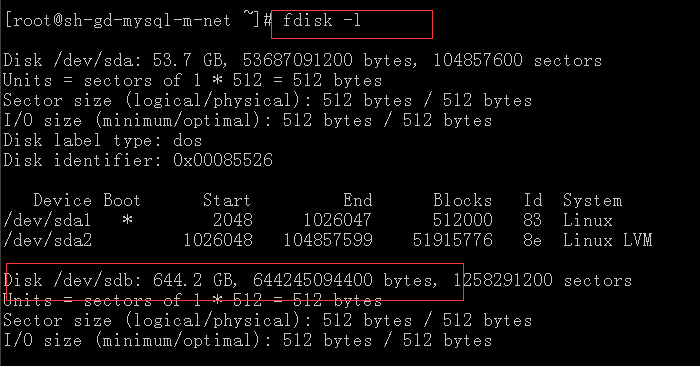 [root@sh-gd-mysql-m-net ~]# fdisk -l
Disk /dev/sda: 53.7 GB, 53687091200 bytes, 104857600 sectors
Units = sectors of 1 * 512 = 512 bytes
Sector size (logical/physical): 512 bytes / 512 bytes
I/O size (minimum/optimal): 512 bytes / 512 bytes
Disk label type: dos
Disk identifier: 0x00085526
Device Boot Start End Blocks Id System
/dev/sda1 * 2048 1026047 512000 83 Linux
/dev/sda2 1026048 104857599 51915776 8e Linux LVM
Disk /dev/sdb: 644.2 GB, 644245094400 bytes, 1258291200 sectors
Units = sectors of 1 * 512 = 512 bytes
Sector size (logical/physical): 512 bytes / 512 bytes
I/O size (minimum/optimal): 512 bytes / 512 bytes